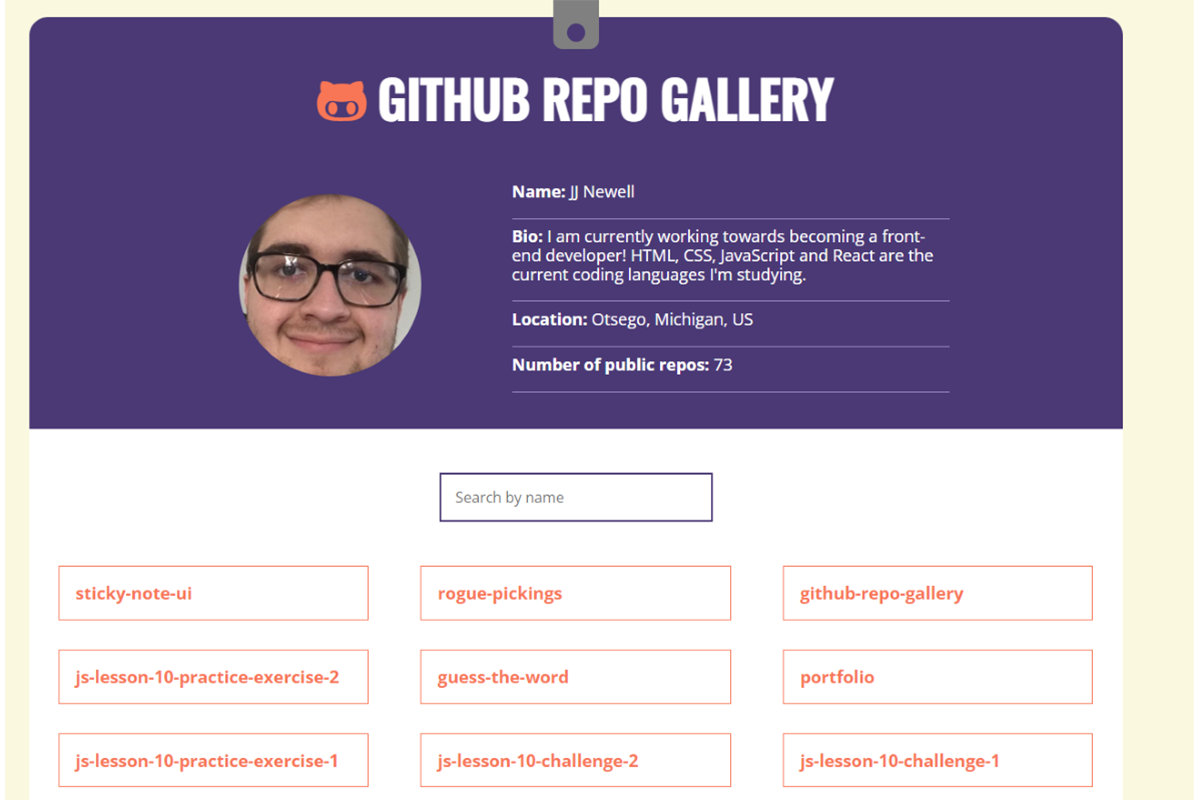 GITHUB REPO GALLERY
Name: JJ Newell
Bio: I am currently working towards becoming a front-
end developer! HTML, CSS, JavaScript and React are the
current coding languages I'm studying.
Location: Otsego, Michigan, US
Number of public repos: 73
Search by name
sticky-note-ui
rogue-pickings
github-repo-gallery
js-lesson-10-practice-exercise-2
guess-the-word
portfolio
js-lesson-10-practice-exercise-1
js-lesson-10-challenge-2
js-lesson-10-challenge-1